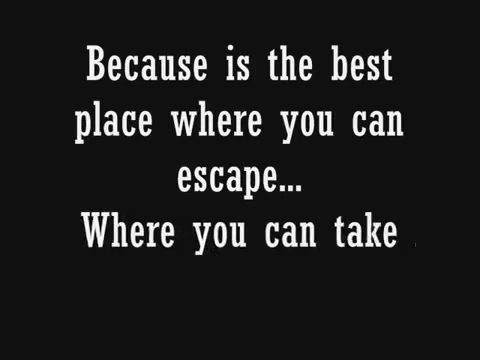 Because is the best
place where you can
escape...
Where you can take